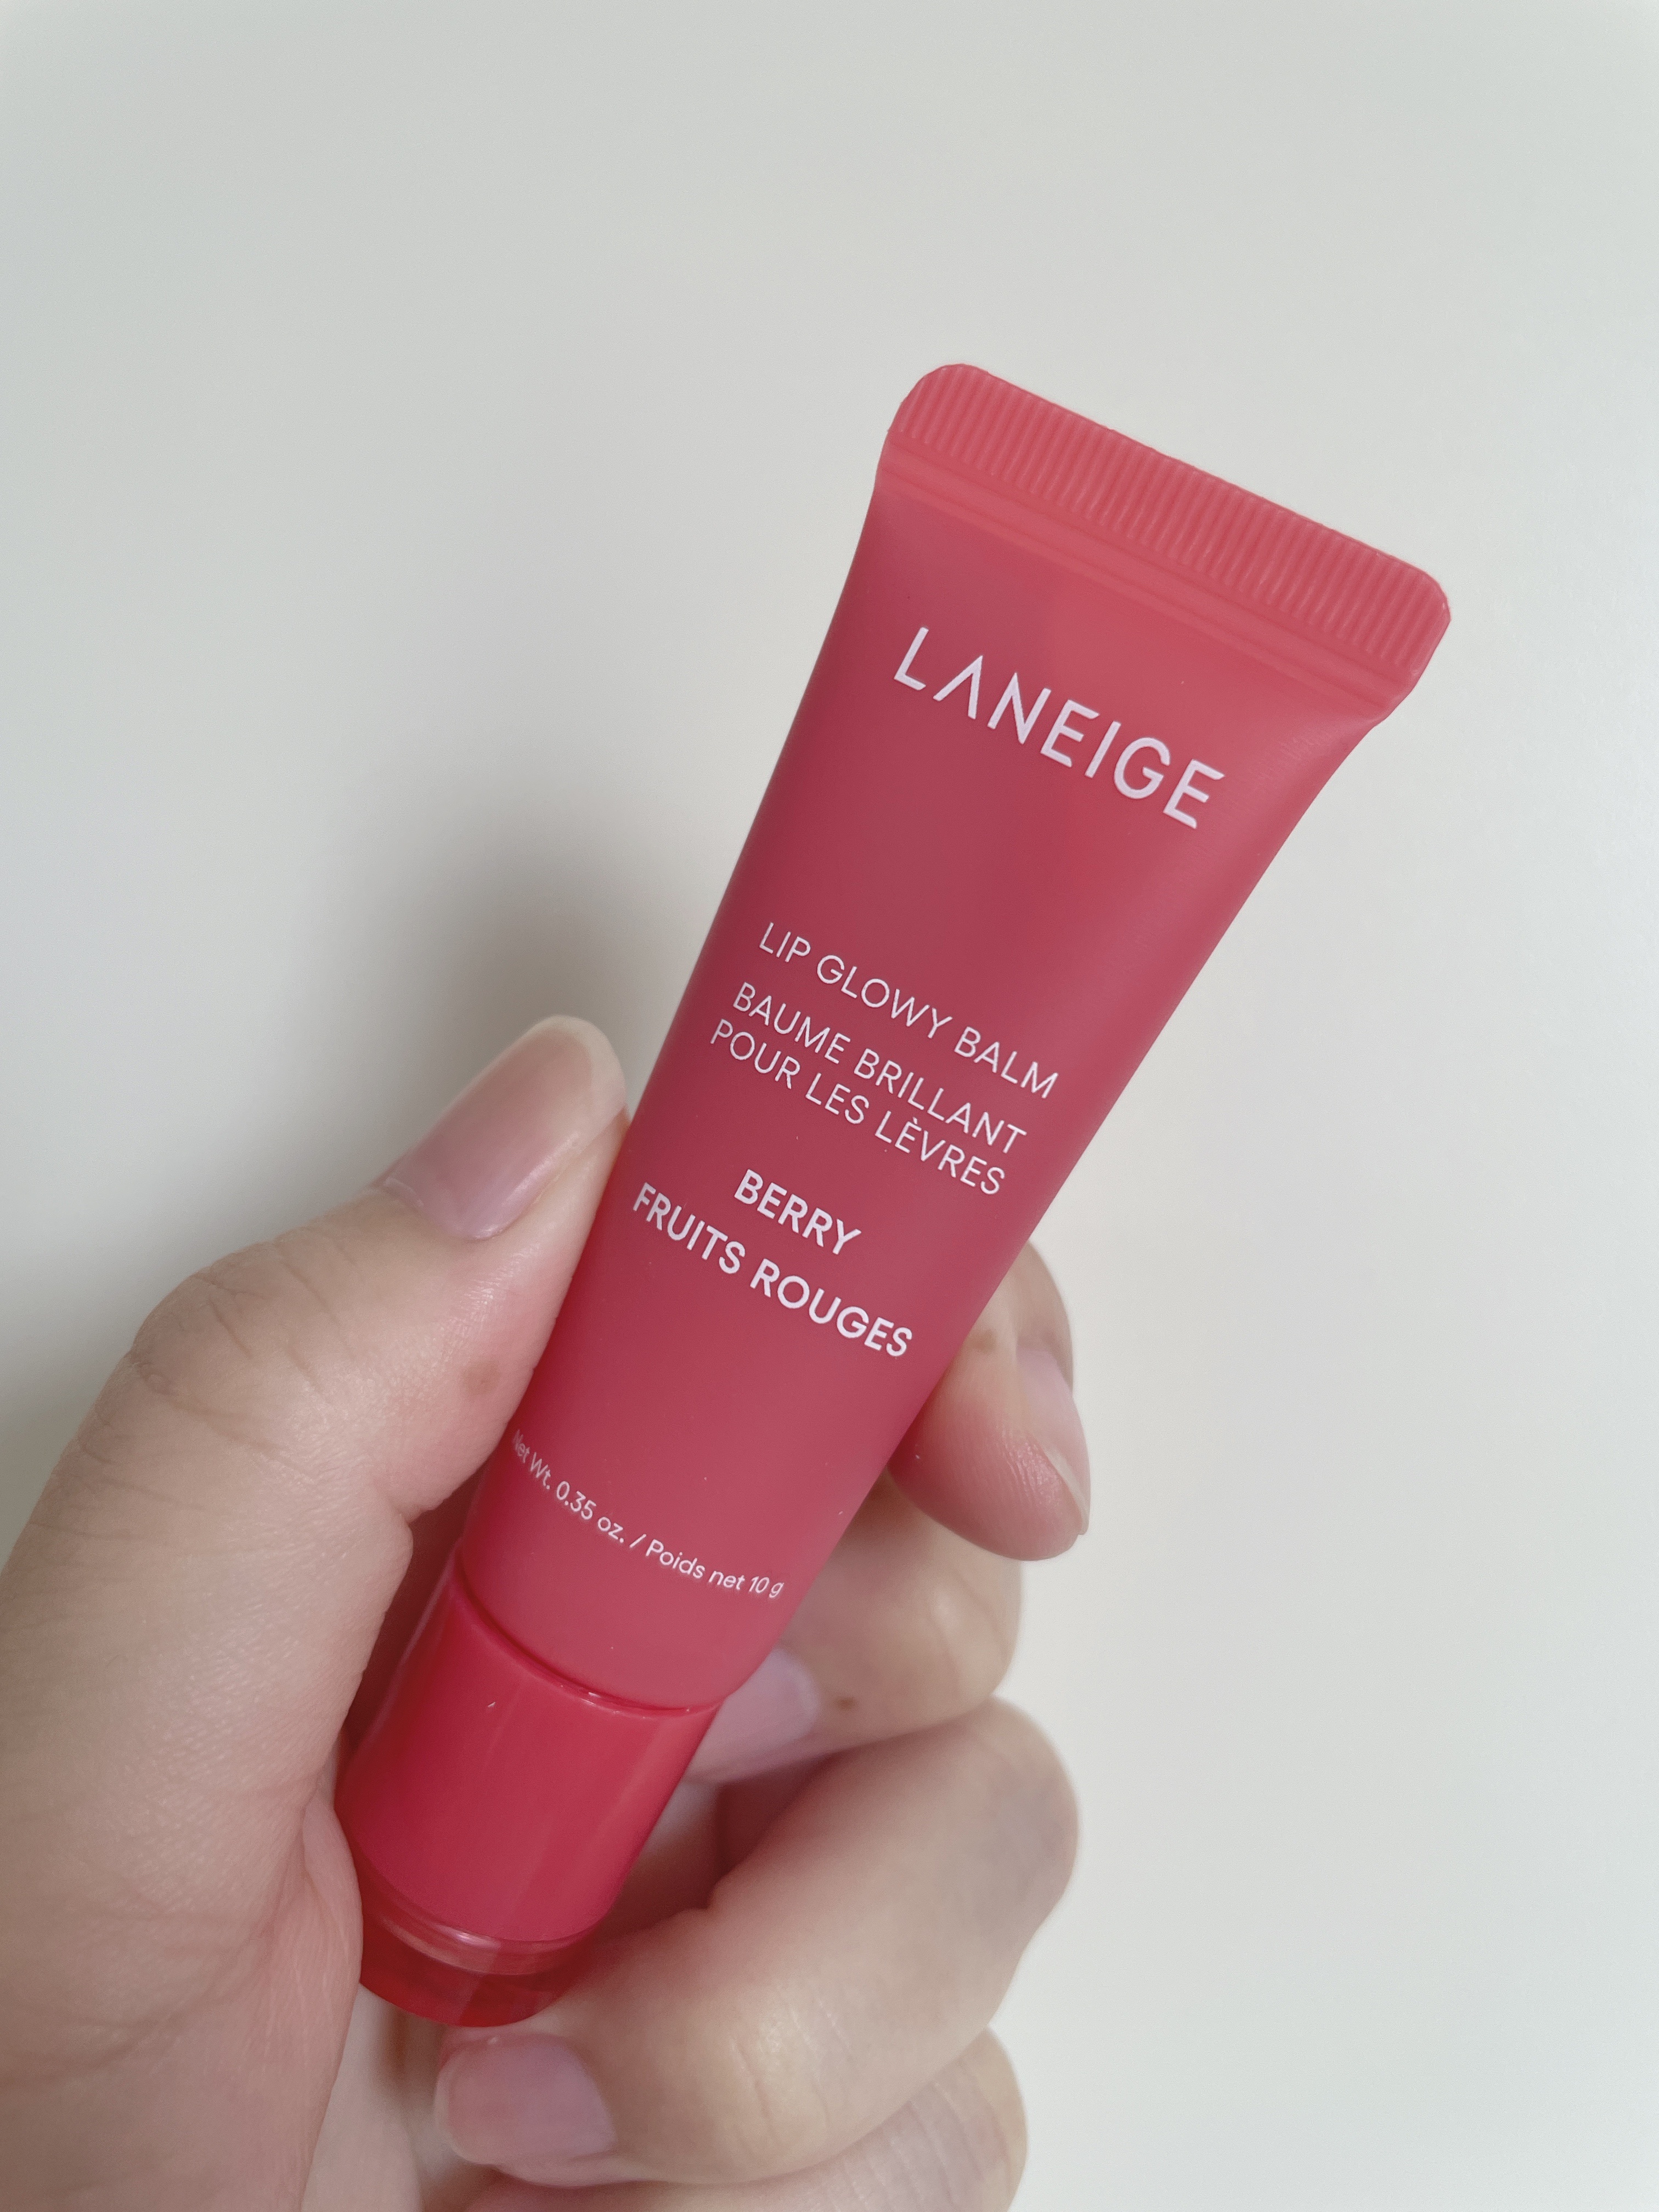 LANEIGE
LIP GLOWY BALM
BAUME BRILLANT
POUR LES LÈVRES
BERRY
FRUITS ROUGES
Net Wt. 0.35 oz. / Poids net 10 g